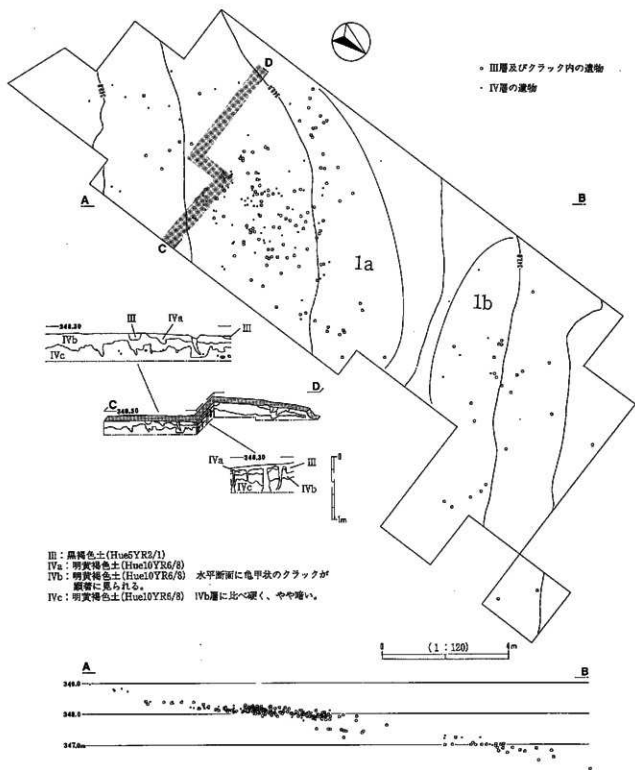 D
○ III層及びクラック内の遺物
・ IV層の遺物
A
B
C
1a
1b
348.30
III
IVa
III
IVb
IVc
C
D
348.30
348.30
IVa
III
IVc
IVb
0
1m
III：黒褐色土(Hue5YR2/1)
IVa：明黄褐色土(Hue10YR6/8)
IVb：明黄褐色土(Hue10YR6/8) 水平断面に亀甲状のクラックが
顕著に見られる。
IVc：明黄褐色土(Hue10YR6/8) IVb層に比べ硬く、やや暗い。
0 (1：120) 4m
A
B
349.0
348.0
347.0m